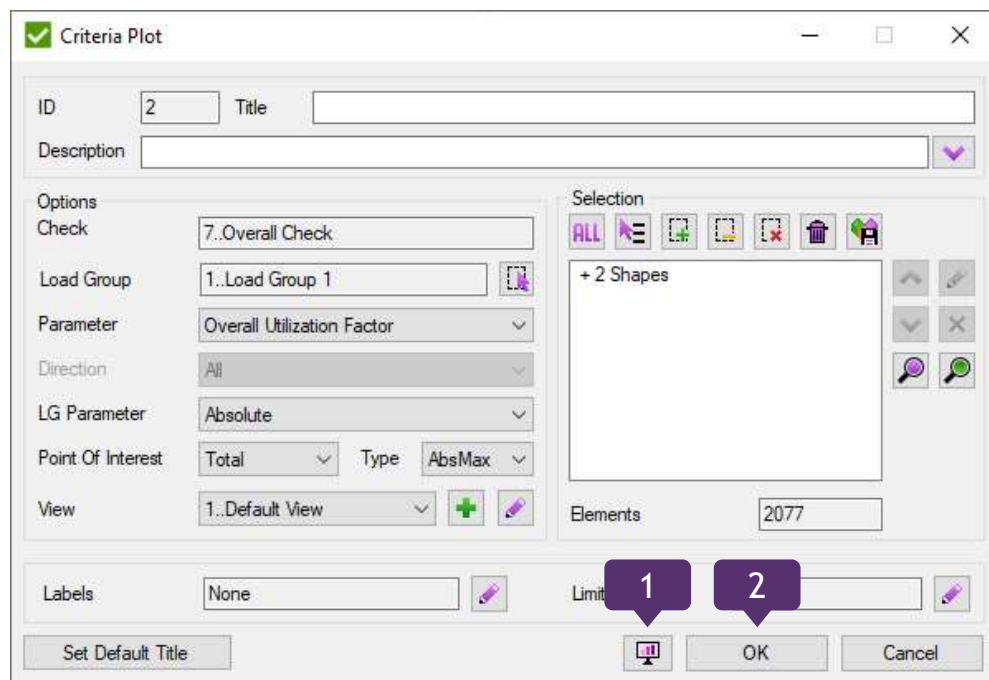 Criteria Plot
ID 2 Title
Description
Options
Check 7..Overall Check
Load Group 1..Load Group 1
Parameter Overall Utilization Factor
Direction All
LG Parameter Absolute
Point Of Interest Total Type AbsMax
View 1..Default View
Selection
ALL
+ 2 Shapes
Elements 2077
Labels None
1 2
Set Default Title OK Cancel